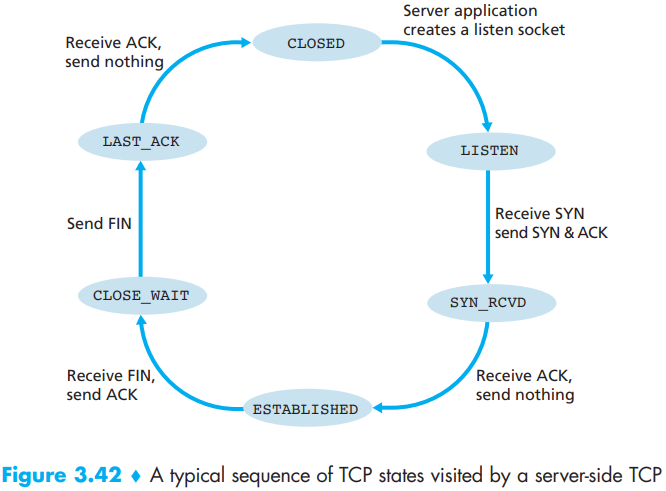 Server application
creates a listen socket
CLOSED
Receive ACK,
send nothing
LAST_ACK
LISTEN
Send FIN
Receive SYN
send SYN & ACK
CLOSE_WAIT
SYN_RCVD
Receive FIN,
send ACK
Receive ACK,
send nothing
ESTABLISHED
Figure 3.42 ♦ A typical sequence of TCP states visited by a server-side TCP